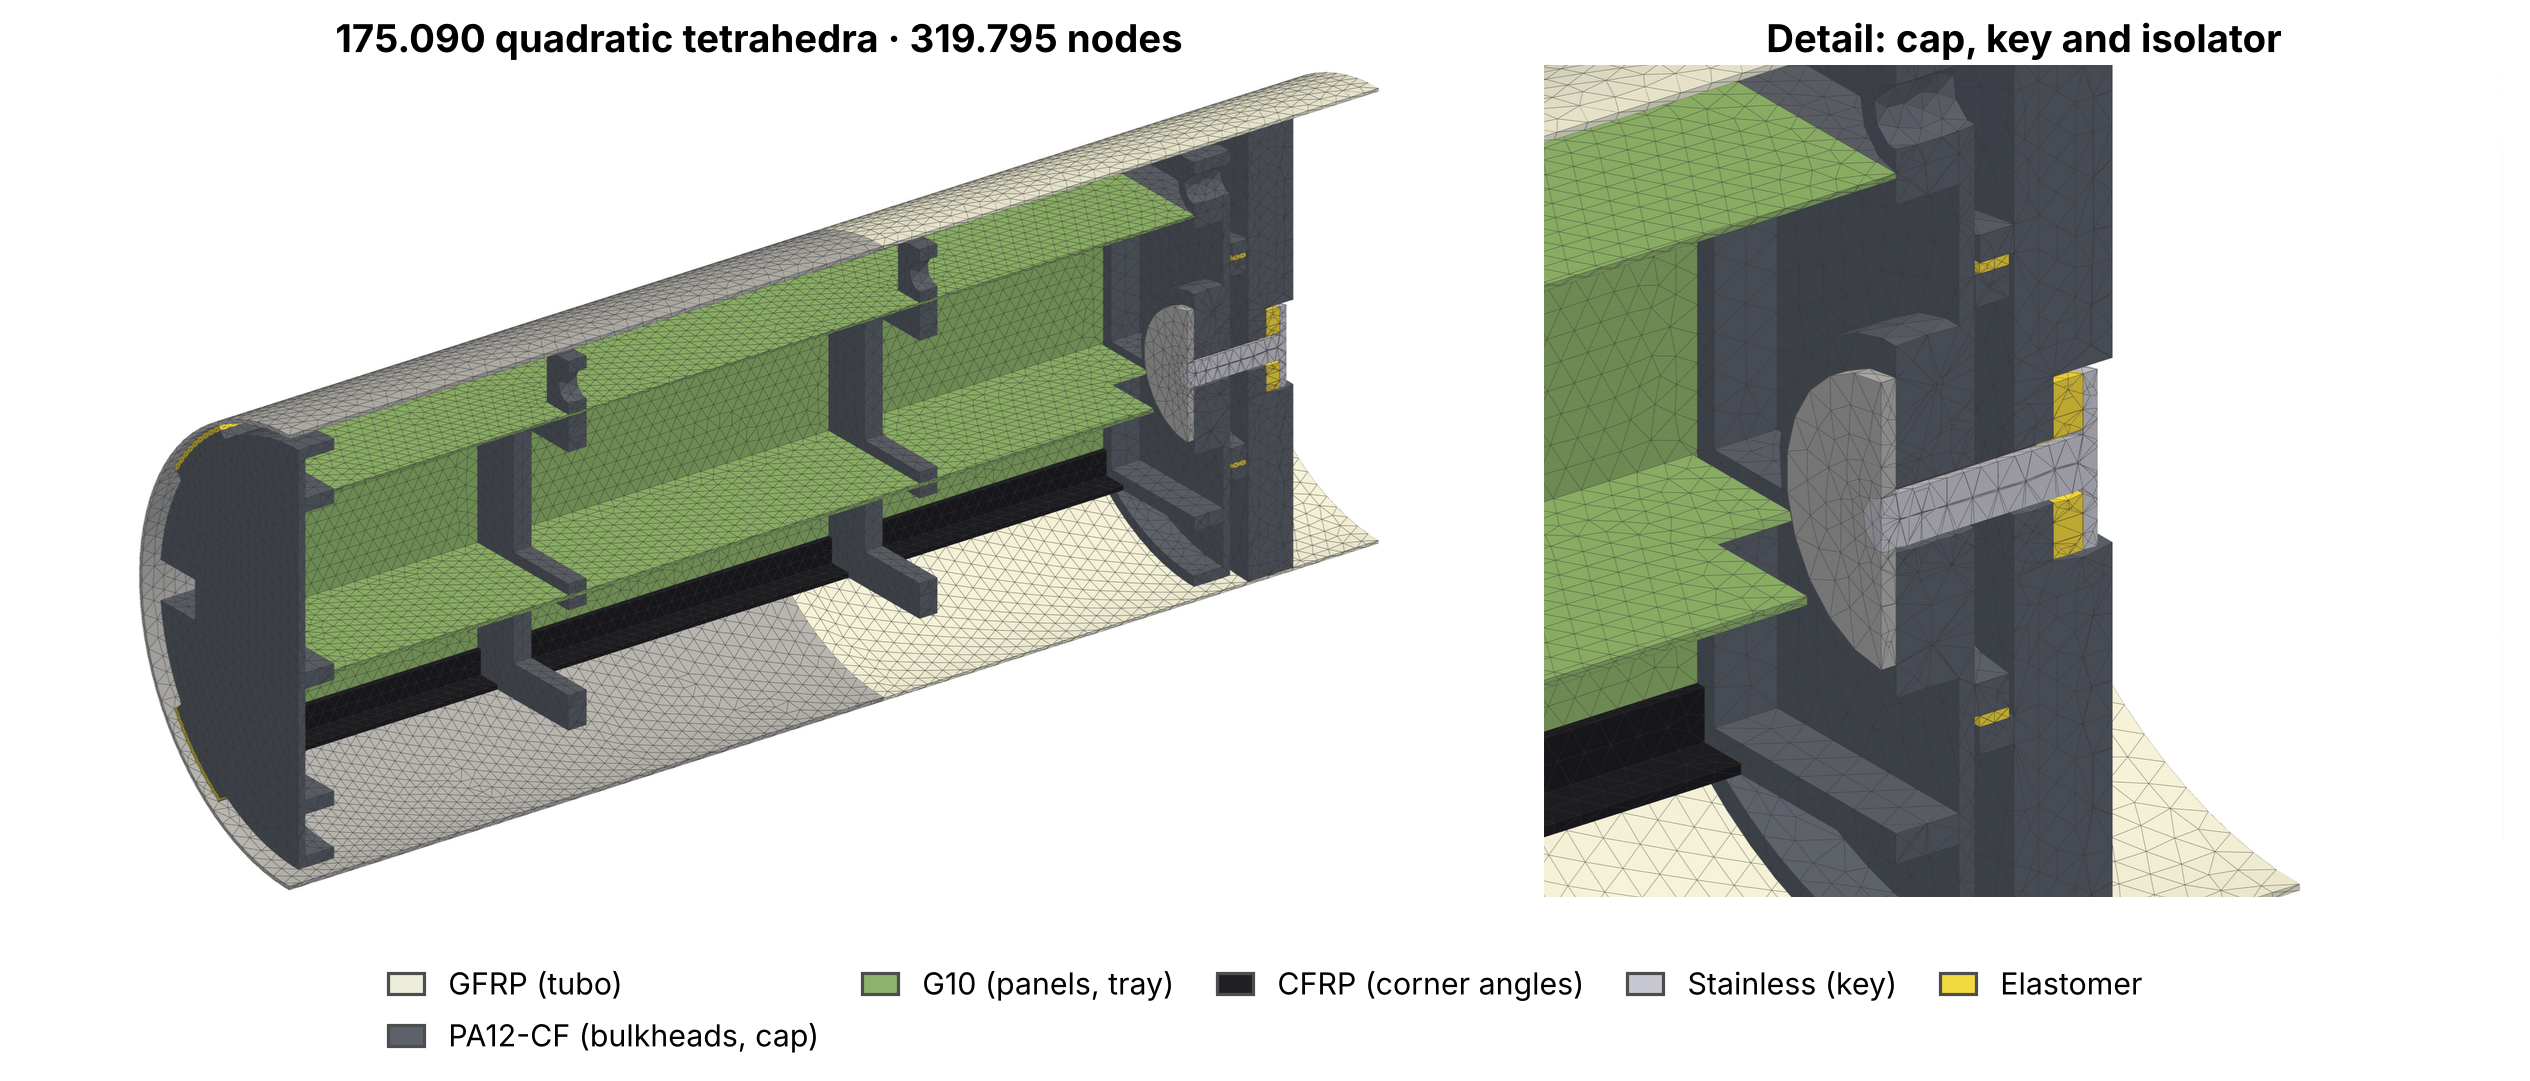 175.090 quadratic tetrahedra · 319.795 nodes
Detail: cap, key and isolator
GFRP (tubo)
G10 (panels, tray)
CFRP (corner angles)
Stainless (key)
Elastomer
PA12-CF (bulkheads, cap)